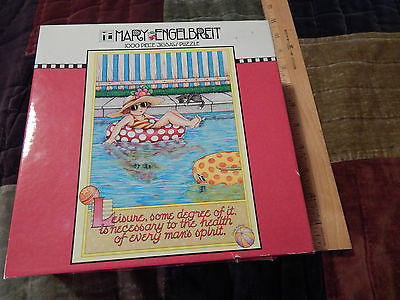 MARY ENGELBREIT
1000 PIECE JIGSAW PUZZLE
Leisure, some degree of it,
is necessary to the health
of every man's spirit.